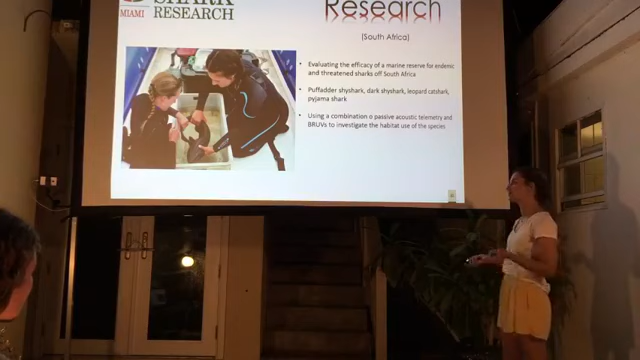 SHARK
MIAMI RESEARCH
Research
(South Africa)
• Evaluating the efficacy of a marine reserve for endemic
and threatened sharks off South Africa
• Puffadder shyshark, dark shyshark, leopard catshark,
pyjama shark
• Using a combination o passive acoustic telemetry and
BRUVs to investigate the habitat use of the species